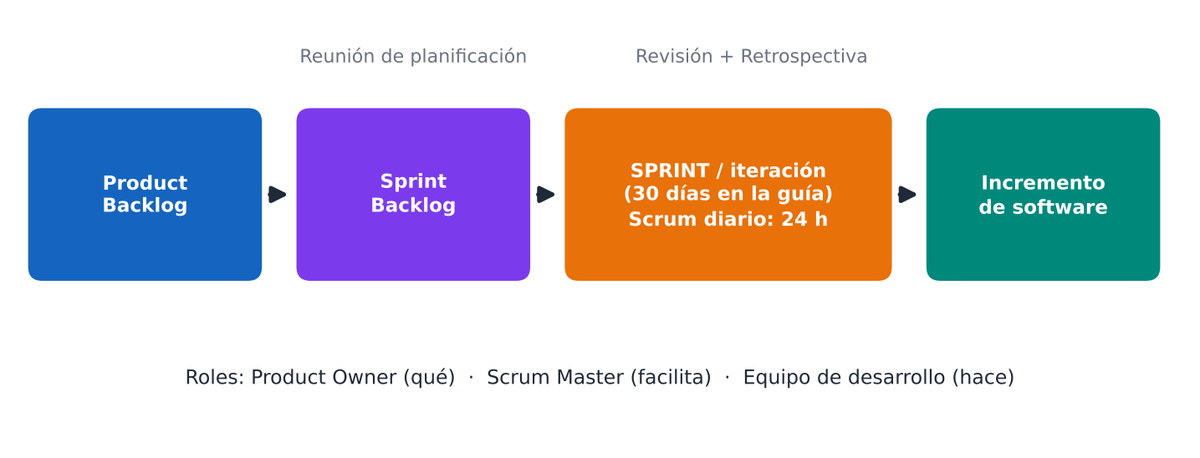 Reunión de planificación
Revisión + Retrospectiva
Product
Backlog
Sprint
Backlog
SPRINT / iteración
(30 días en la guía)
Scrum diario: 24 h
Incremento
de software
Roles: Product Owner (qué)  ·  Scrum Master (facilita)  ·  Equipo de desarrollo (hace)